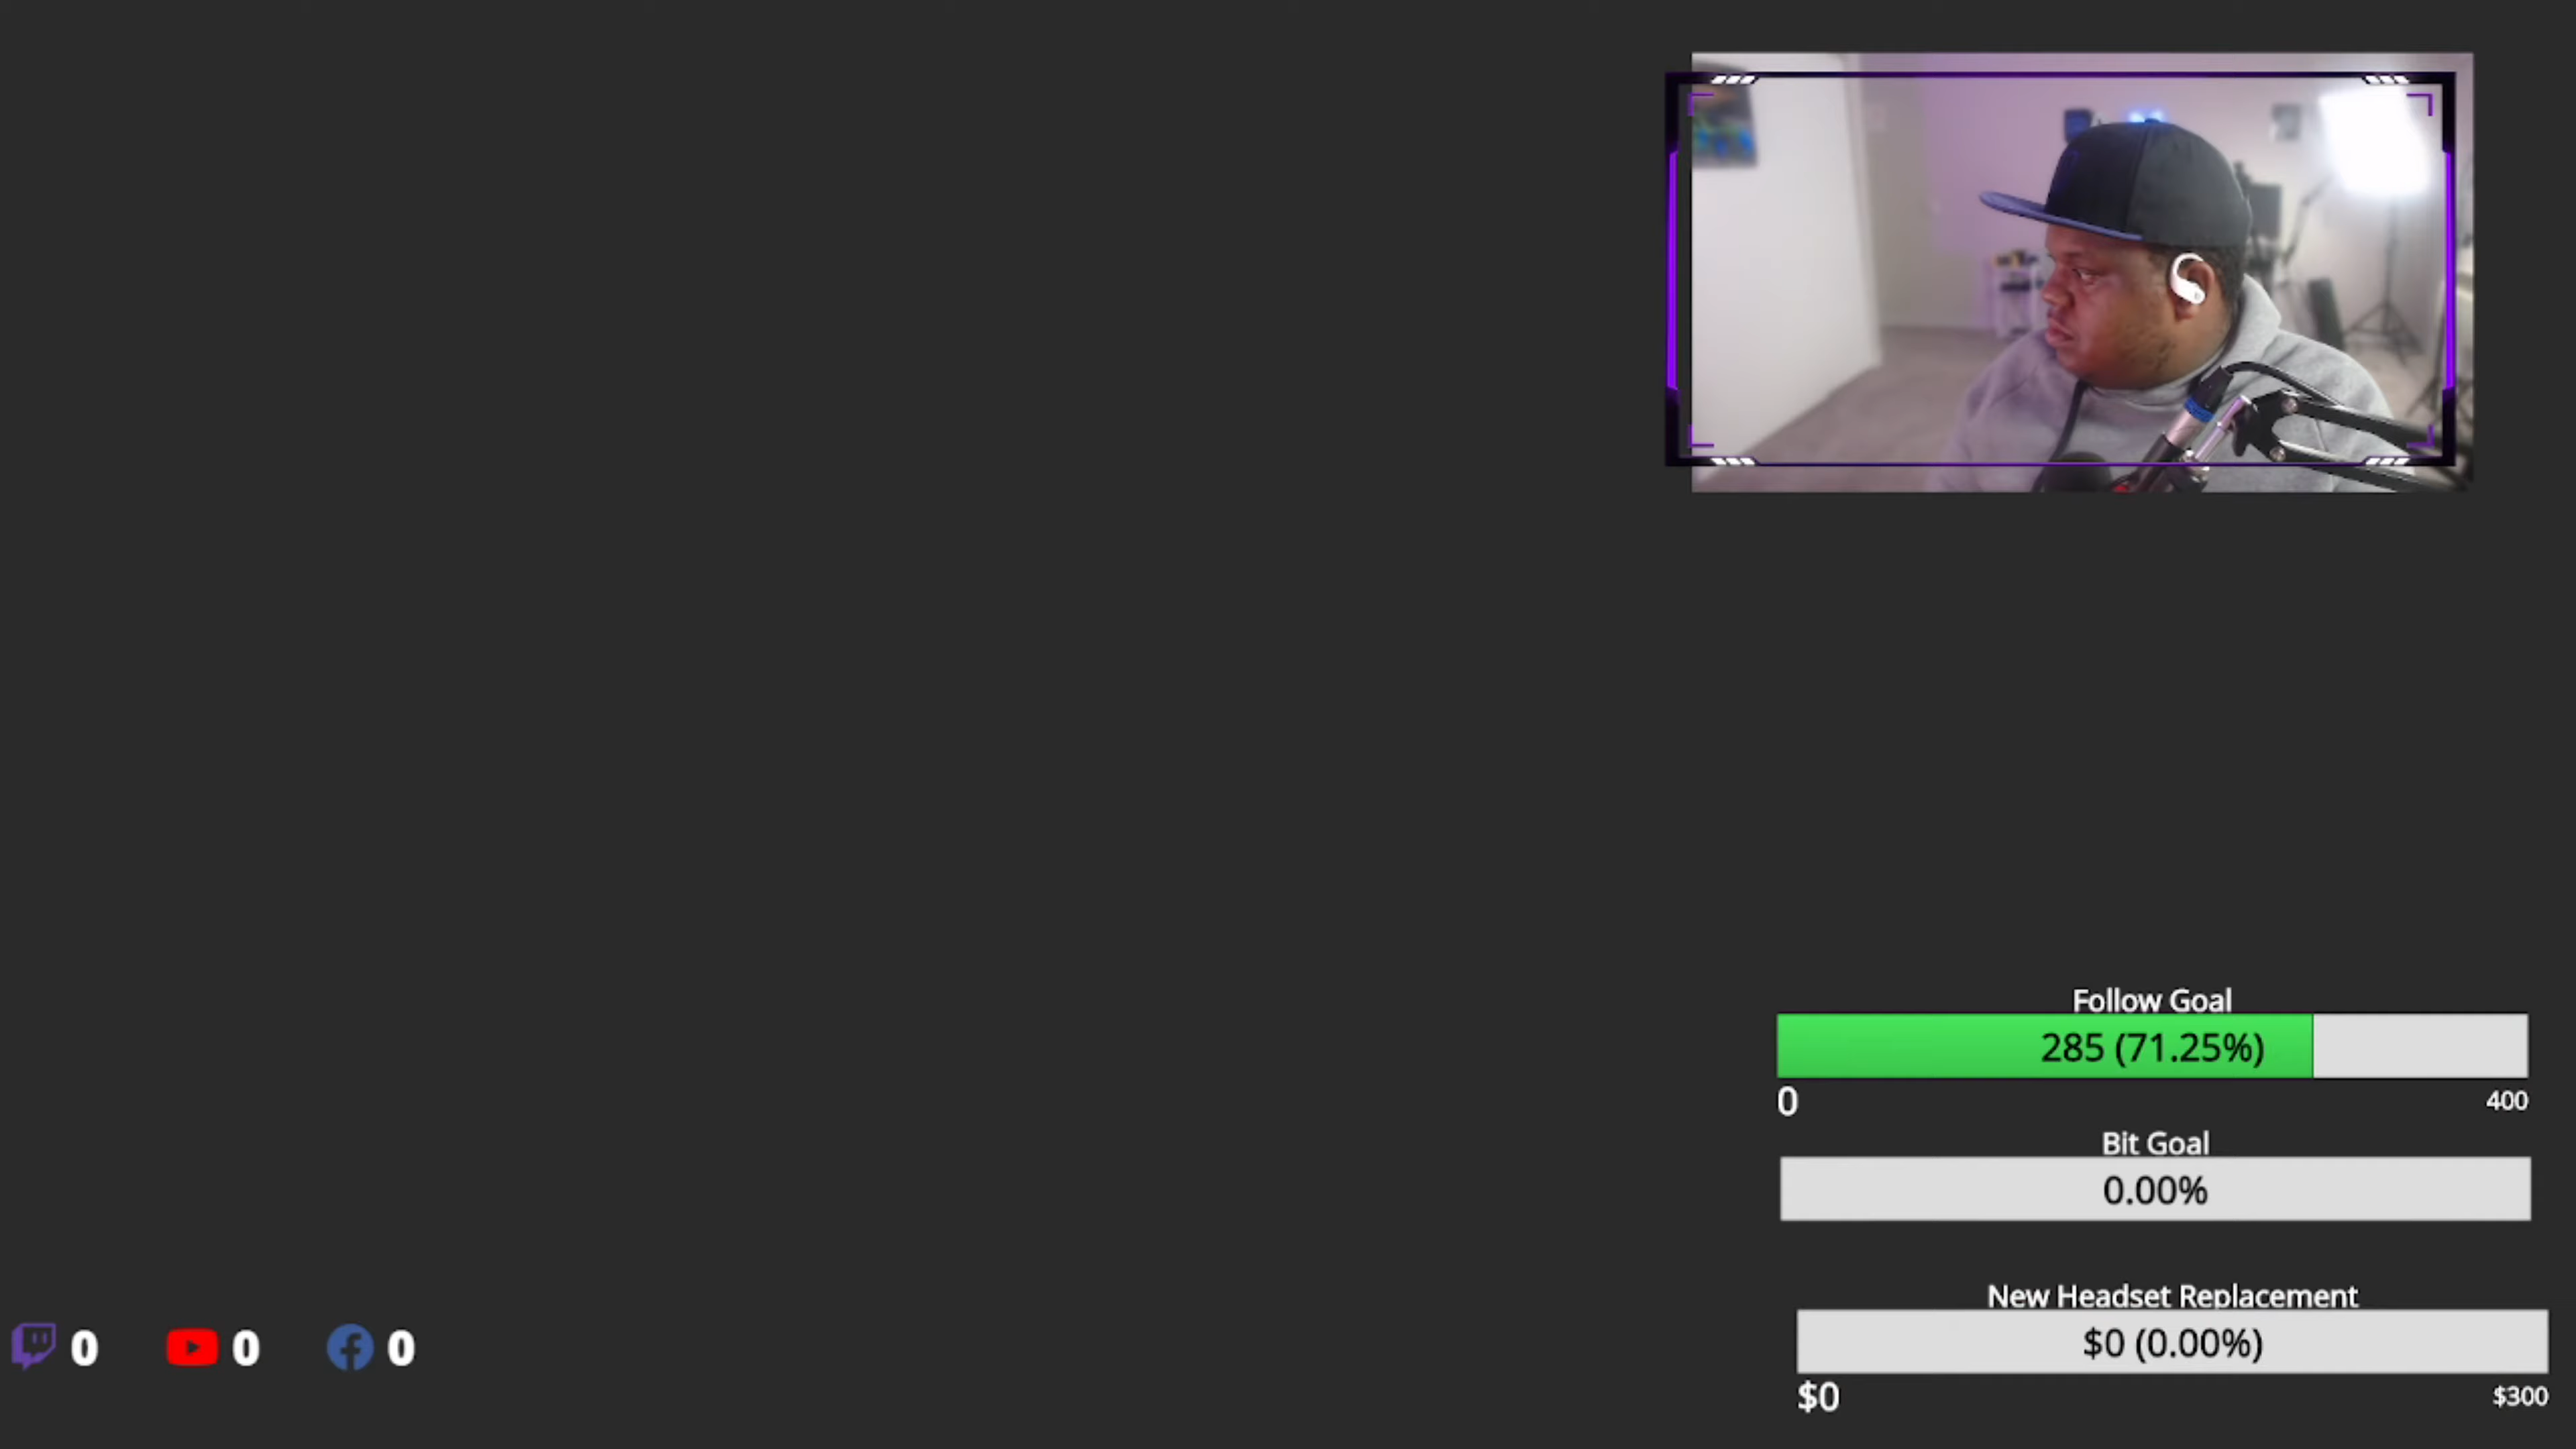 Follow Goal
285 (71.25%)
0 400
Bit Goal
0.00%
New Headset Replacement
$0 (0.00%)
$0 $300
0 0 0